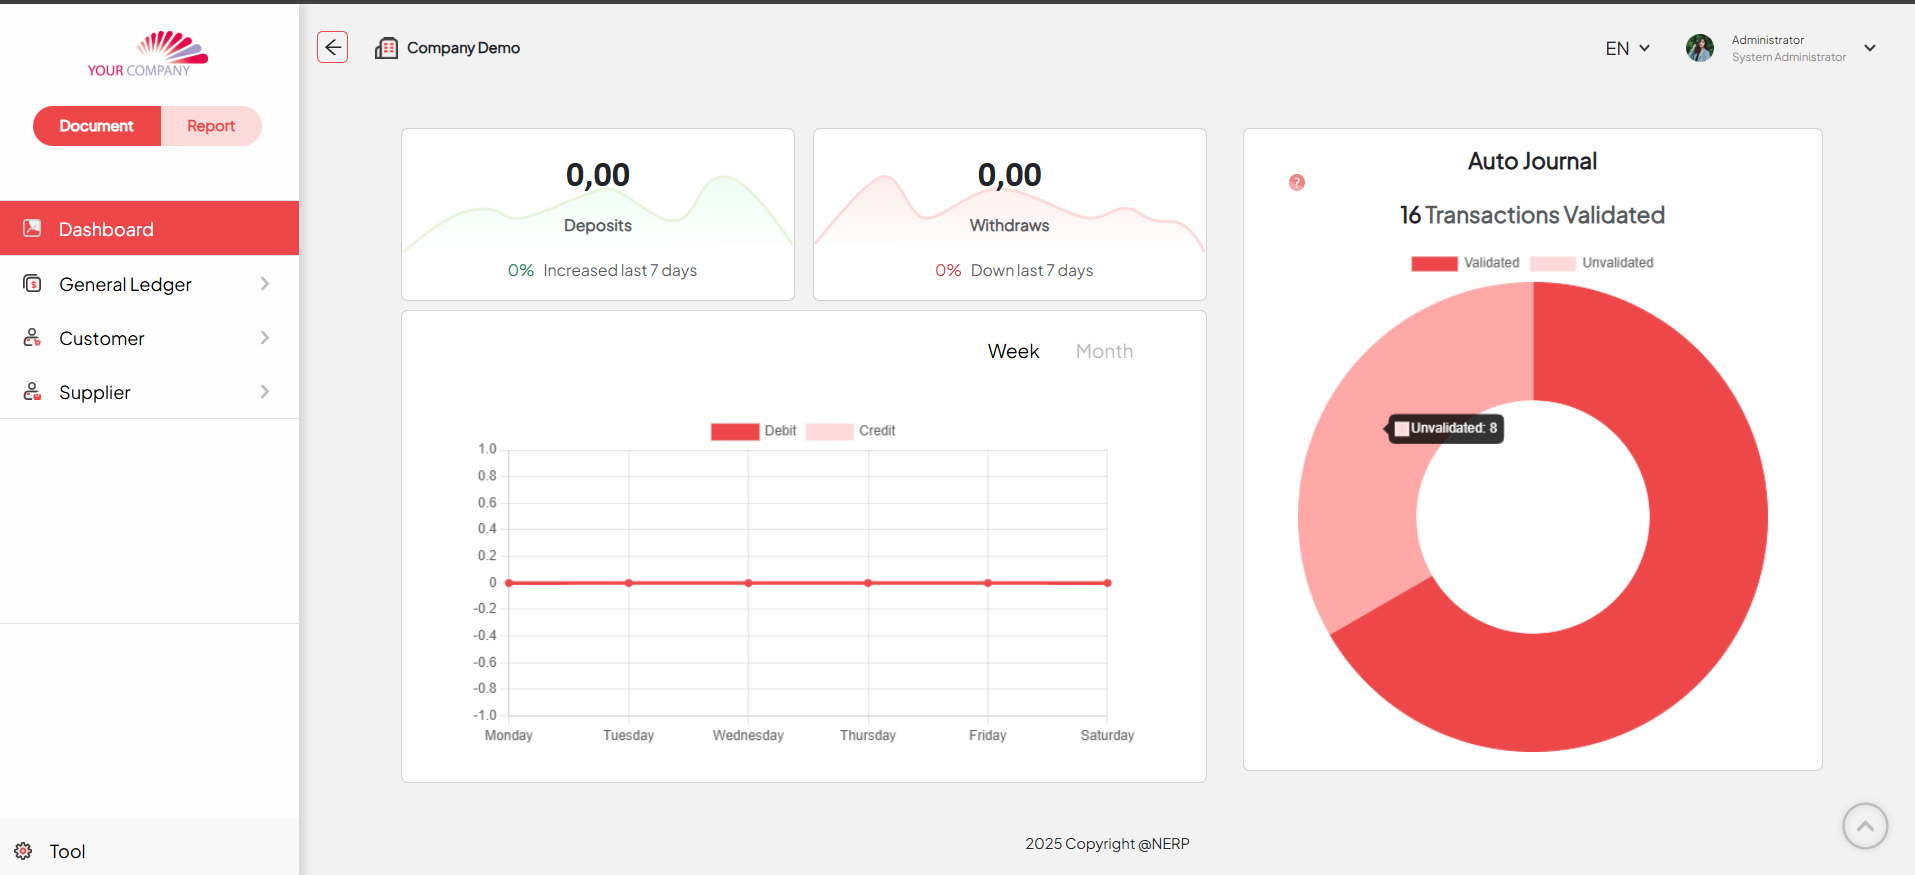 YOUR COMPANY
Document Report
Dashboard
General Ledger
Customer
Supplier
Tool
Company Demo
EN
Administrator
System Administrator
0,00
Deposits
0% Increased last 7 days
0,00
Withdraws
0% Down last 7 days
Week Month
Debit Credit
1.0
0.8
0.6
0.4
0.2
0
-0.2
-0.4
-0.6
-0.8
-1.0
Monday Tuesday Wednesday Thursday Friday Saturday
Auto Journal
?
16 Transactions Validated
Validated Unvalidated
Unvalidated: 8
2025 Copyright @NERP